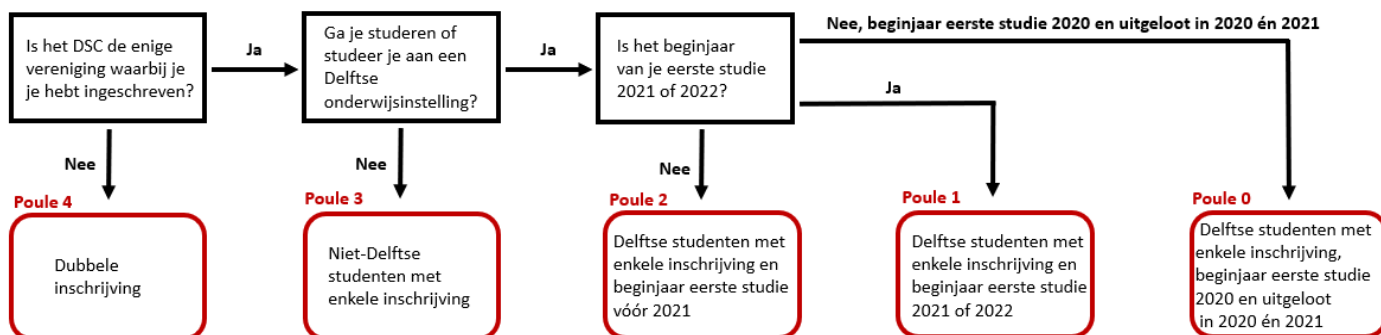 Is het DSC de enige
vereniging waarbij je
je hebt ingeschreven?
Ja
Ga je studeren of
studeer je aan een
Delftse
onderwijsinstelling?
Ja
Is het beginjaar
van je eerste studie
2021 of 2022?
Nee, beginjaar eerste studie 2020 en uitgeloot in 2020 én 2021
Ja
Nee
Nee
Nee
Poule 4
Dubbele
inschrijving
Poule 3
Niet-Delftse
studenten met
enkele inschrijving
Poule 2
Delftse studenten met
enkele inschrijving en
beginjaar eerste studie
vóór 2021
Poule 1
Delftse studenten met
enkele inschrijving en
beginjaar eerste studie
2021 of 2022
Poule 0
Delftse studenten met
enkele inschrijving,
beginjaar eerste studie
2020 en uitgeloot
in 2020 én 2021